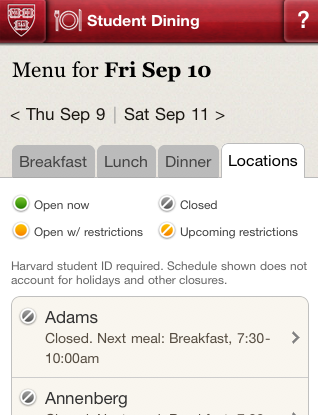 Student Dining
?
Menu for Fri Sep 10
< Thu Sep 9 | Sat Sep 11 >
Breakfast Lunch Dinner Locations
Open now Closed
Open w/ restrictions Upcoming restrictions
Harvard student ID required. Schedule shown does not
account for holidays and other closures.
Adams
Closed. Next meal: Breakfast, 7:30-
10:00am
Annenberg